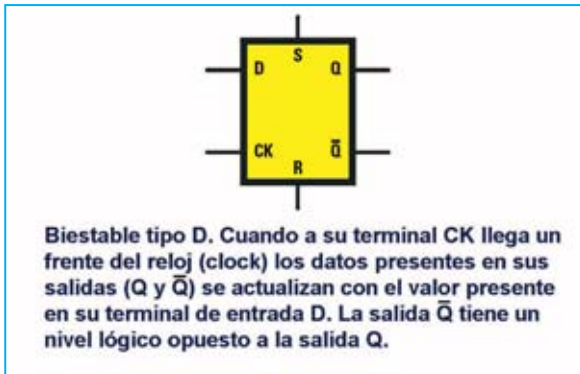 S
D Q
CK Q̅
R
Biestable tipo D. Cuando a su terminal CK llega un
frente del reloj (clock) los datos presentes en sus
salidas (Q y Q̅) se actualizan con el valor presente
en su terminal de entrada D. La salida Q̅ tiene un
nivel lógico opuesto a la salida Q.